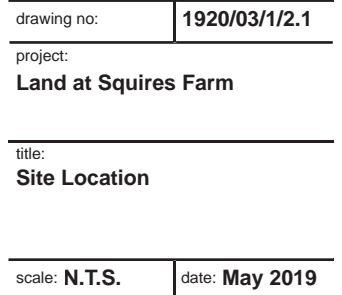 drawing no: 1920/03/1/2.1
project:
Land at Squires Farm
title:
Site Location
scale: N.T.S. date: May 2019